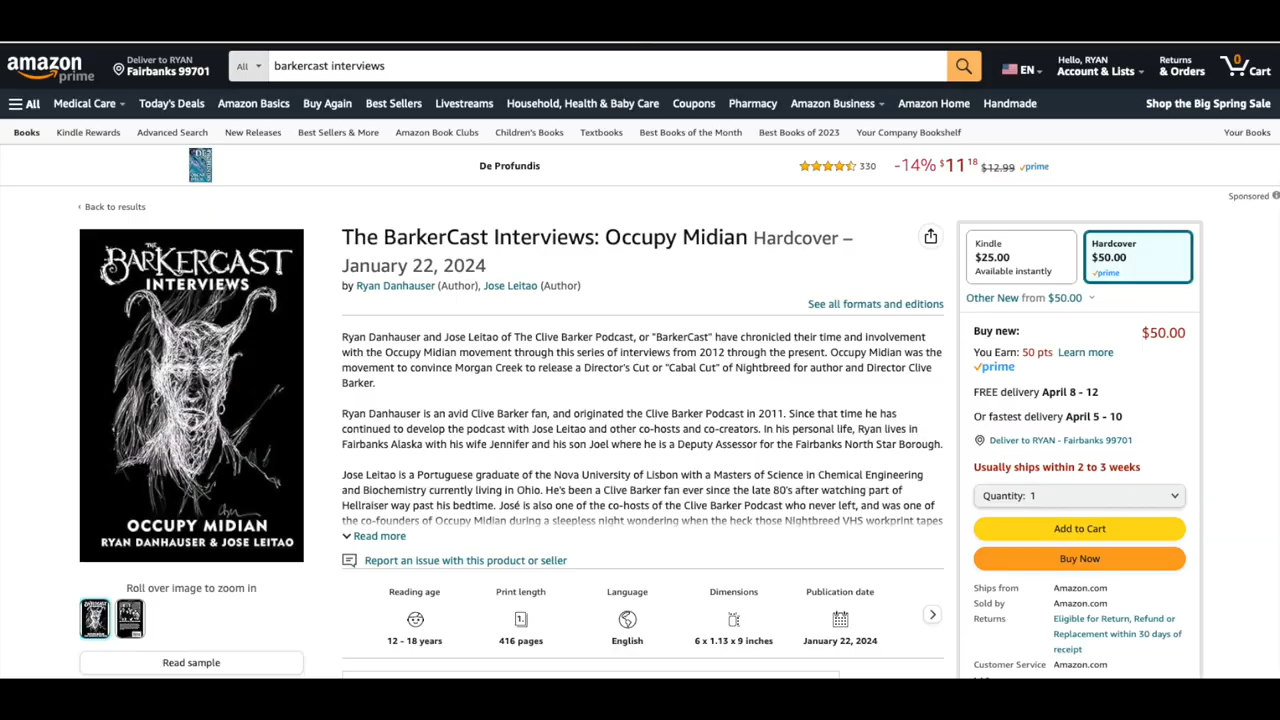 amazon
prime
Deliver to RYAN
Fairbanks 99701
All
barkercast interviews
EN
Hello, RYAN
Account & Lists
Returns
& Orders
0
Cart
All
Medical Care
Today's Deals
Amazon Basics
Buy Again
Best Sellers
Livestreams
Household, Health & Baby Care
Coupons
Pharmacy
Amazon Business
Amazon Home
Handmade
Shop the Big Spring Sale
Books
Kindle Rewards
Advanced Search
New Releases
Best Sellers & More
Amazon Book Clubs
Children's Books
Textbooks
Best Books of the Month
Best Books of 2023
Your Company Bookshelf
Your Books
De Profundis
330
-14% $11 18 $12.99 prime
Sponsored
‹ Back to results
THE
BARKERCAST
INTERVIEWS
OCCUPY MIDIAN
RYAN DANHAUSER & JOSE LEITAO
Roll over image to zoom in
Read sample
The BarkerCast Interviews: Occupy Midian Hardcover –
January 22, 2024
by Ryan Danhauser (Author), Jose Leitao (Author)
See all formats and editions
Ryan Danhauser and Jose Leitao of The Clive Barker Podcast, or "BarkerCast" have chronicled their time and involvement
with the Occupy Midian movement through this series of interviews from 2012 through the present. Occupy Midian was the
movement to convince Morgan Creek to release a Director's Cut or "Cabal Cut" of Nightbreed for author and Director Clive
Barker.
Ryan Danhauser is an avid Clive Barker fan, and originated the Clive Barker Podcast in 2011. Since that time he has
continued to develop the podcast with Jose Leitao and other co-hosts and co-creators. In his personal life, Ryan lives in
Fairbanks Alaska with his wife Jennifer and his son Joel where he is a Deputy Assessor for the Fairbanks North Star Borough.
Jose Leitao is a Portuguese graduate of the Nova University of Lisbon with a Masters of Science in Chemical Engineering
and Biochemistry currently living in Ohio. He's been a Clive Barker fan ever since the late 80's after watching part of
Hellraiser way past his bedtime. José is also one of the co-hosts of the Clive Barker Podcast who never left, and was one of
the co-founders of Occupy Midian during a sleepless night wondering when the heck those Nightbreed VHS workprint tapes
Read more
Report an issue with this product or seller
Reading age
12 - 18 years
Print length
416 pages
Language
English
Dimensions
6 x 1.13 x 9 inches
Publication date
January 22, 2024
Kindle
$25.00
Available instantly
Hardcover
$50.00
prime
Other New from $50.00
Buy new:
$50.00
You Earn: 50 pts Learn more
prime
FREE delivery April 8 - 12
Or fastest delivery April 5 - 10
Deliver to RYAN - Fairbanks 99701
Usually ships within 2 to 3 weeks
Quantity: 1
Add to Cart
Buy Now
Ships from Amazon.com
Sold by Amazon.com
Returns Eligible for Return, Refund or
Replacement within 30 days of
receipt
Customer Service Amazon.com